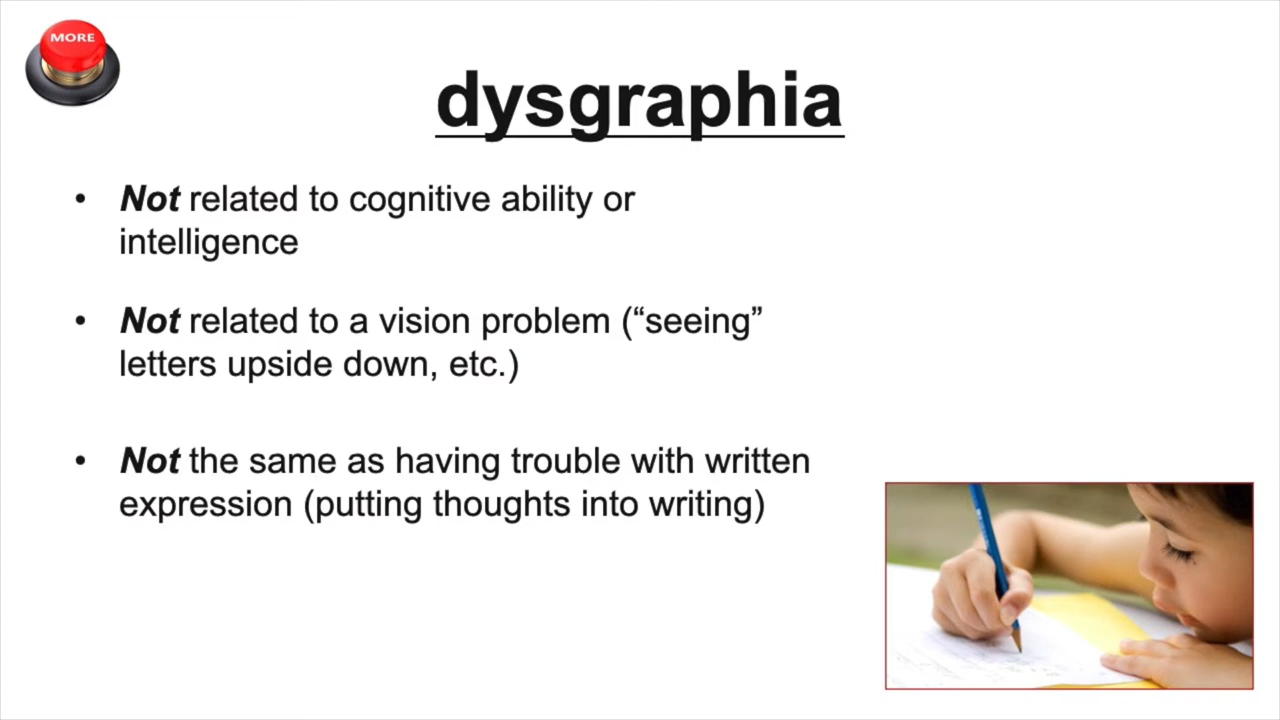 MORE
dysgraphia
• Not related to cognitive ability or
intelligence
• Not related to a vision problem (“seeing”
letters upside down, etc.)
• Not the same as having trouble with written
expression (putting thoughts into writing)